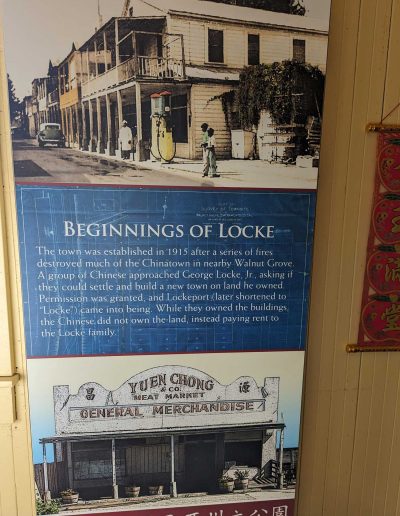 SURVEY OF TOWNSITE
BEGINNINGS OF LOCKE
The town was established in 1915 after a series of fires
destroyed much of the Chinatown in nearby Walnut Grove.
A group of Chinese approached George Locke, Jr., asking if
they could settle and build a new town on land he owned.
Permission was granted, and Lockeport (later shortened to
"Locke") came into being. While they owned the buildings,
the Chinese did not own the land, instead paying rent to
the Locke family.
YUEN CHONG
& CO.
MEAT MARKET
GENERAL MERCHANDISE
堂